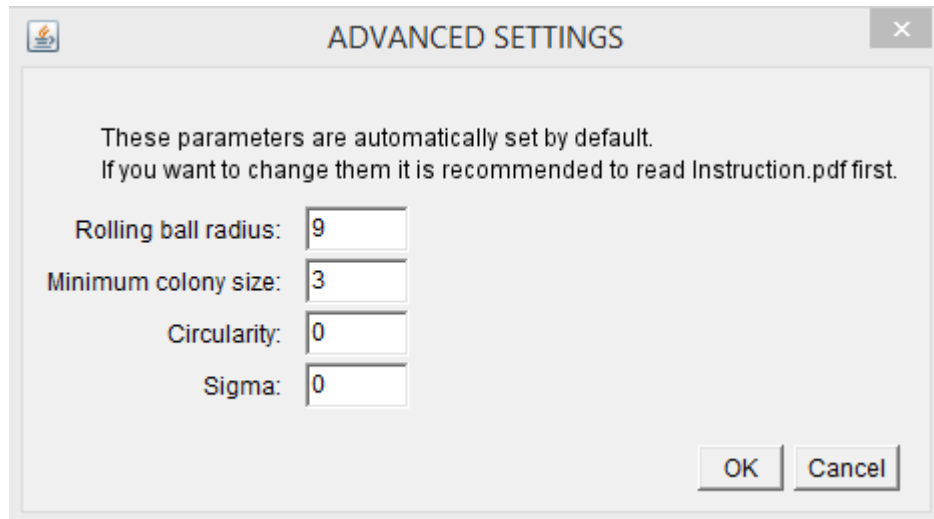 ADVANCED SETTINGS
These parameters are automatically set by default.
If you want to change them it is recommended to read Instruction.pdf first.
Rolling ball radius: 9
Minimum colony size: 3
Circularity: 0
Sigma: 0
OK Cancel